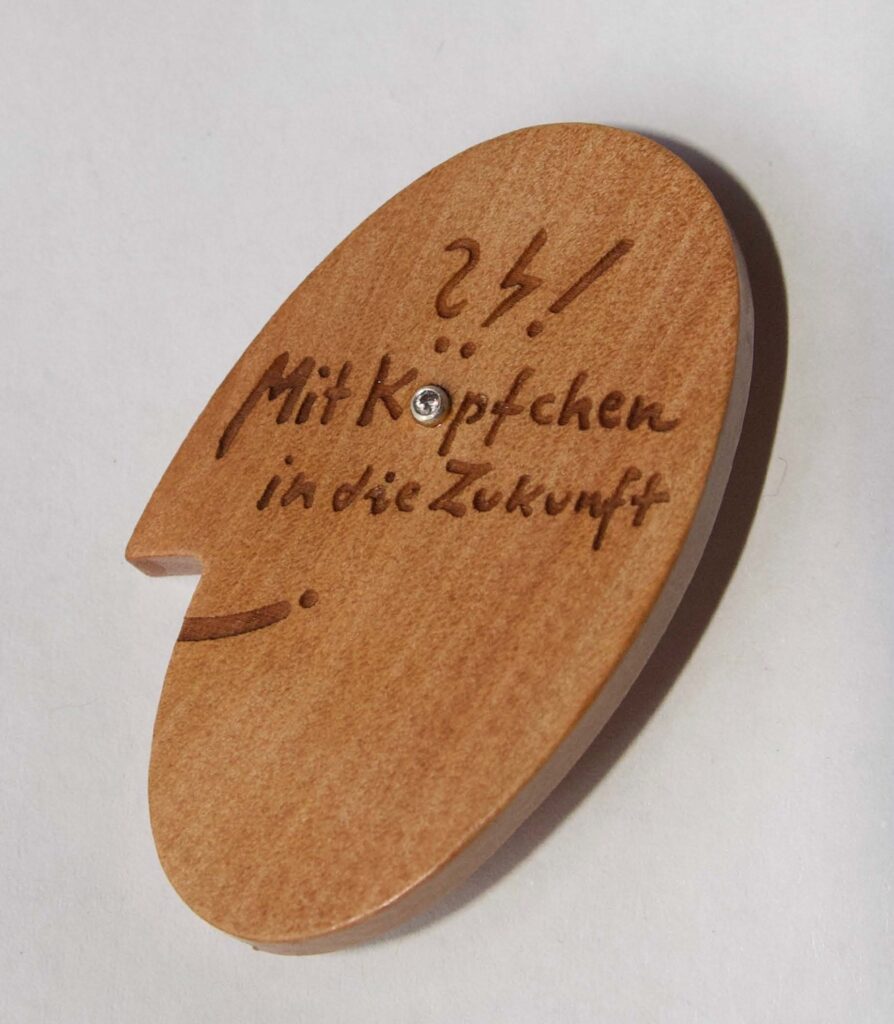 ?⚡!
Mit Köpfchen
in die Zukunft